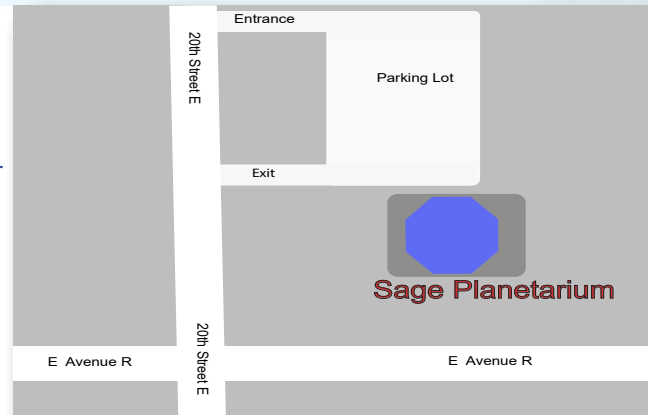 Entrance
20th Street E
Parking Lot
Exit
Sage Planetarium
20th Street E
E Avenue R
E Avenue R